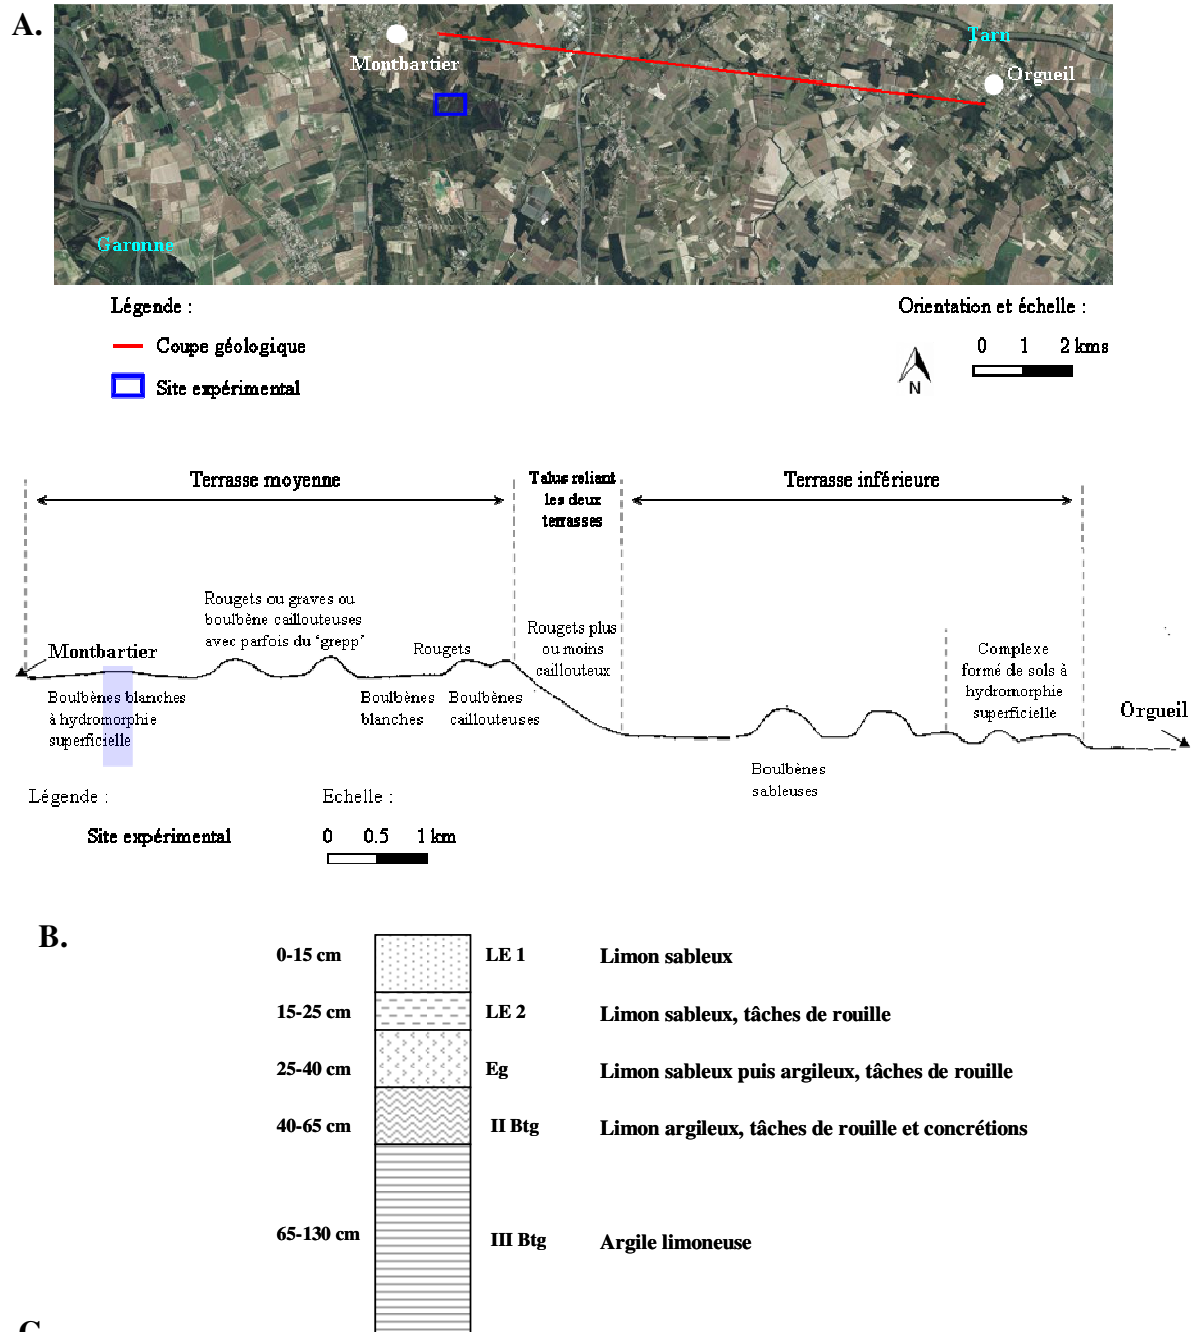 A.
Tarn
Montbartier
Orgueil
Garonne
Légende :
Orientation et échelle :
Coupe géologique
0 1 2 kms
Site expérimental
N
Terrasse moyenne
Talus reliant
les deux
terrasses
Terrasse inférieure
Rougets ou graves ou
boulbène caillouteuses
avec parfois du 'grepp'
Rougets
Rougets plus
ou moins
caillouteux
Complexe
formé de sols à
hydromorphie
superficielle
Montbartier
Boulbènes blanches
à hydromorphie
superficielle
Boulbènes
blanches
Boulbènes
caillouteuses
Orgueil
Boulbènes
sableuses
Légende :
Echelle :
Site expérimental
0 0.5 1 km
B.
0-15 cm LE 1 Limon sableux
15-25 cm LE 2 Limon sableux, tâches de rouille
25-40 cm Eg Limon sableux puis argileux, tâches de rouille
40-65 cm II Btg Limon argileux, tâches de rouille et concrétions
65-130 cm III Btg Argile limoneuse
C